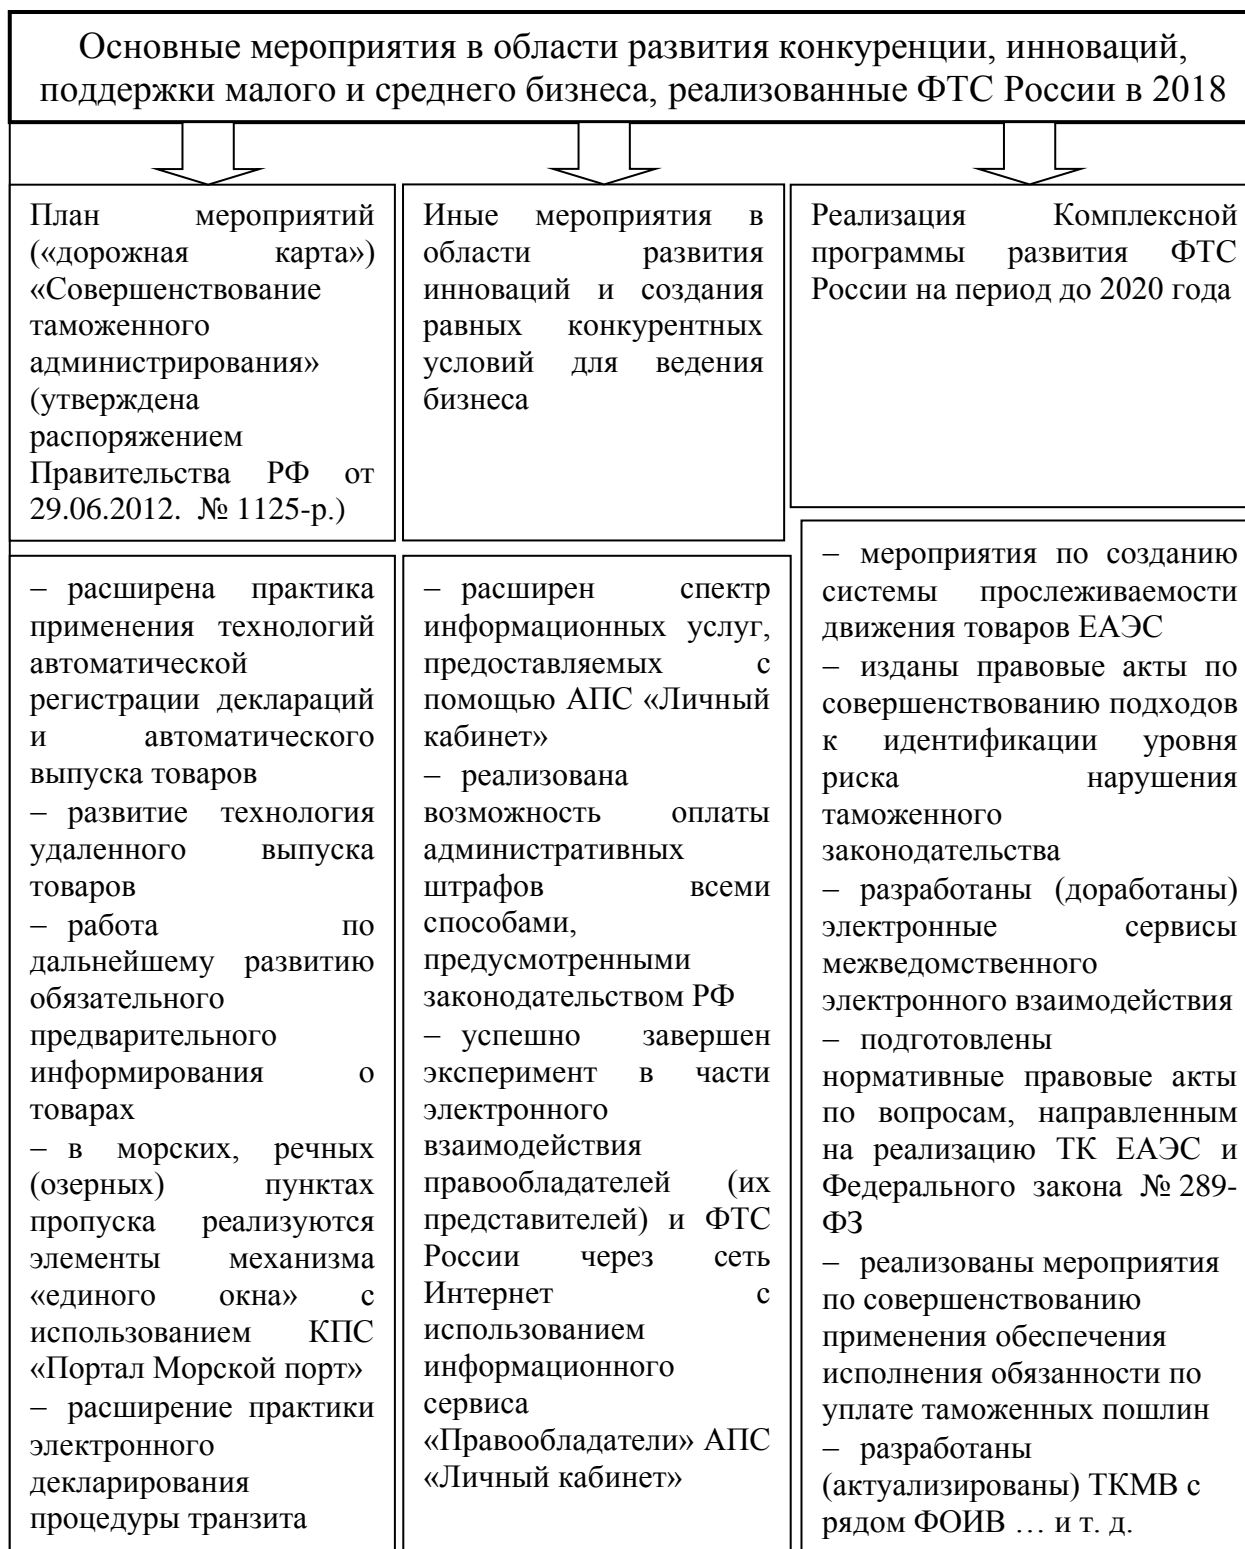 Основные мероприятия в области развития конкуренции, инноваций,
поддержки малого и среднего бизнеса, реализованные ФТС России в 2018
План мероприятий
(«дорожная карта»)
«Совершенствование
таможенного
администрирования»
(утверждена
распоряжением
Правительства РФ от
29.06.2012. № 1125-р.)
Иные мероприятия в
области развития
инноваций и создания
равных конкурентных
условий для ведения
бизнеса
Реализация Комплексной
программы развития ФТС
России на период до 2020 года
– расширена практика
применения технологий
автоматической
регистрации деклараций
и автоматического
выпуска товаров
– развитие технология
удаленного выпуска
товаров
– работа по
дальнейшему развитию
обязательного
предварительного
информирования о
товарах
– в морских, речных
(озерных) пунктах
пропуска реализуются
элементы механизма
«единого окна» с
использованием КПС
«Портал Морской порт»
– расширение практики
электронного
декларирования
процедуры транзита
– расширен спектр
информационных услуг,
предоставляемых с
помощью АПС «Личный
кабинет»
– реализована
возможность оплаты
административных
штрафов всеми
способами,
предусмотренными
законодательством РФ
– успешно завершен
эксперимент в части
электронного
взаимодействия
правообладателей (их
представителей) и ФТС
России через сеть
Интернет с
использованием
информационного
сервиса
«Правообладатели» АПС
«Личный кабинет»
– мероприятия по созданию
системы прослеживаемости
движения товаров ЕАЭС
– изданы правовые акты по
совершенствованию подходов
к идентификации уровня
риска нарушения
таможенного
законодательства
– разработаны (доработаны)
электронные сервисы
межведомственного
электронного взаимодействия
– подготовлены
нормативные правовые акты
по вопросам, направленным
на реализацию ТК ЕАЭС и
Федерального закона № 289-
ФЗ
– реализованы мероприятия
по совершенствованию
применения обеспечения
исполнения обязанности по
уплате таможенных пошлин
– разработаны
(актуализированы) ТКМВ с
рядом ФОИВ … и т. д.